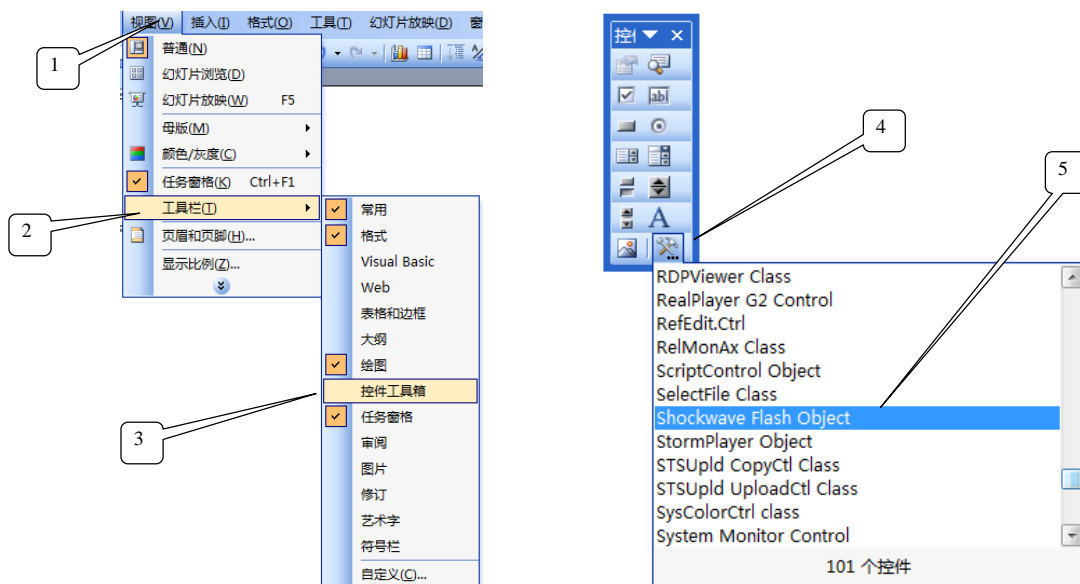 视图(V) 插入(I) 格式(O) 工具(T) 幻灯片放映(D) 窗
1
普通(N)
幻灯片浏览(D)
幻灯片放映(W) F5
母版(M)
颜色/灰度(C)
任务窗格(K) Ctrl+F1
2
工具栏(T)
页眉和页脚(H)...
显示比例(Z)...
常用
格式
Visual Basic
Web
表格和边框
大纲
绘图
控件工具箱
3
任务窗格
审阅
图片
修订
艺术字
符号栏
自定义(C)...
控
abl
A
4
5
RDPViewer Class
RealPlayer G2 Control
RefEdit.Ctrl
RelMonAx Class
ScriptControl Object
SelectFile Class
Shockwave Flash Object
StormPlayer Object
STSUpld CopyCtl Class
STSUpld UploadCtl Class
SysColorCtrl class
System Monitor Control
101 个控件